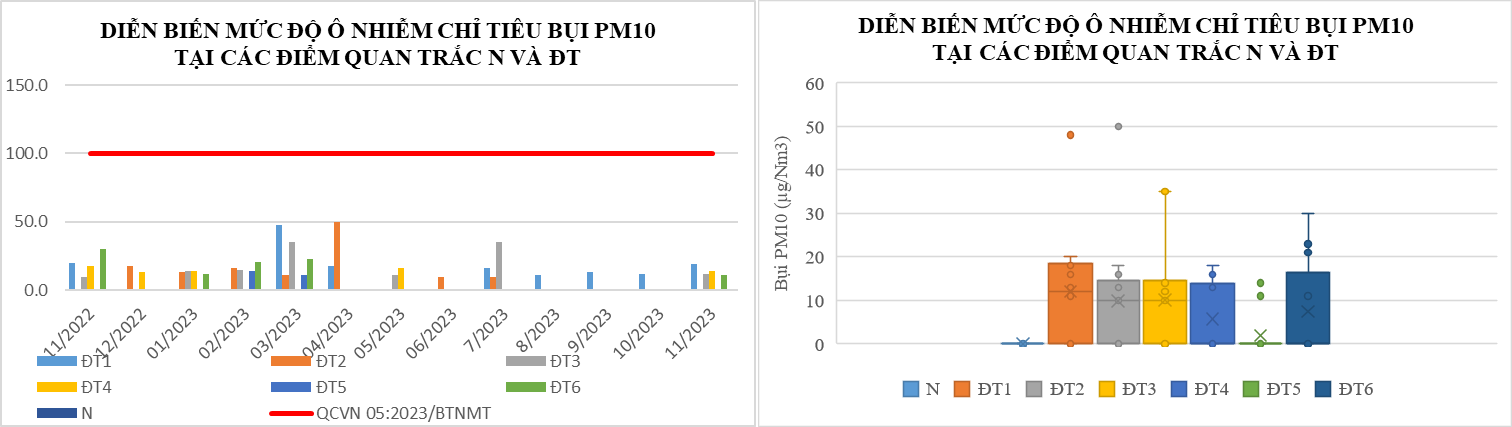 DIỄN BIẾN MỨC ĐỘ Ô NHIỄM CHỈ TIÊU BỤI PM10
TẠI CÁC ĐIỂM QUAN TRẮC N VÀ ĐT
150.0
100.0
50.0
0.0
11/2022
12/2022
01/2023
02/2023
03/2023
04/2023
05/2023
06/2023
7/2023
8/2023
9/2023
10/2023
11/2023
ĐT1
ĐT2
ĐT3
ĐT4
ĐT5
ĐT6
N
QCVN 05:2023/BTNMT
DIỄN BIẾN MỨC ĐỘ Ô NHIỄM CHỈ TIÊU BỤI PM10
TẠI CÁC ĐIỂM QUAN TRẮC N VÀ ĐT
Bụi PM10 (µg/Nm3)
60
50
40
30
20
10
0
N
ĐT1
ĐT2
ĐT3
ĐT4
ĐT5
ĐT6